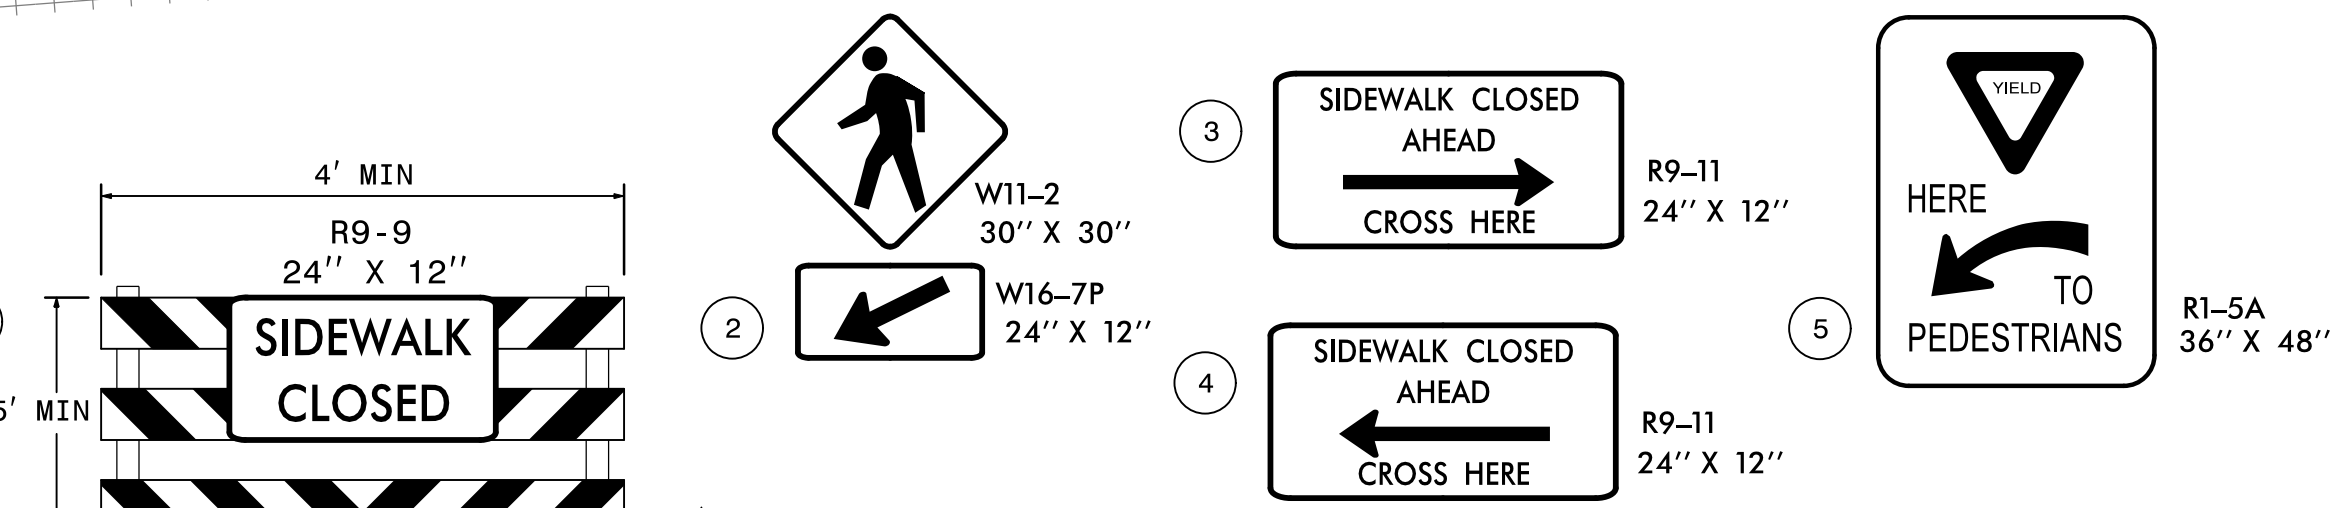 4' MIN
R9-9
24'' X 12''
SIDEWALK
CLOSED
5' MIN
W11-2
30'' X 30''
2
W16-7P
24'' X 12''
3
SIDEWALK CLOSED
AHEAD
CROSS HERE
R9-11
24'' X 12''
4
SIDEWALK CLOSED
AHEAD
CROSS HERE
R9-11
24'' X 12''
5
YIELD
HERE
TO
PEDESTRIANS
R1-5A
36'' X 48''